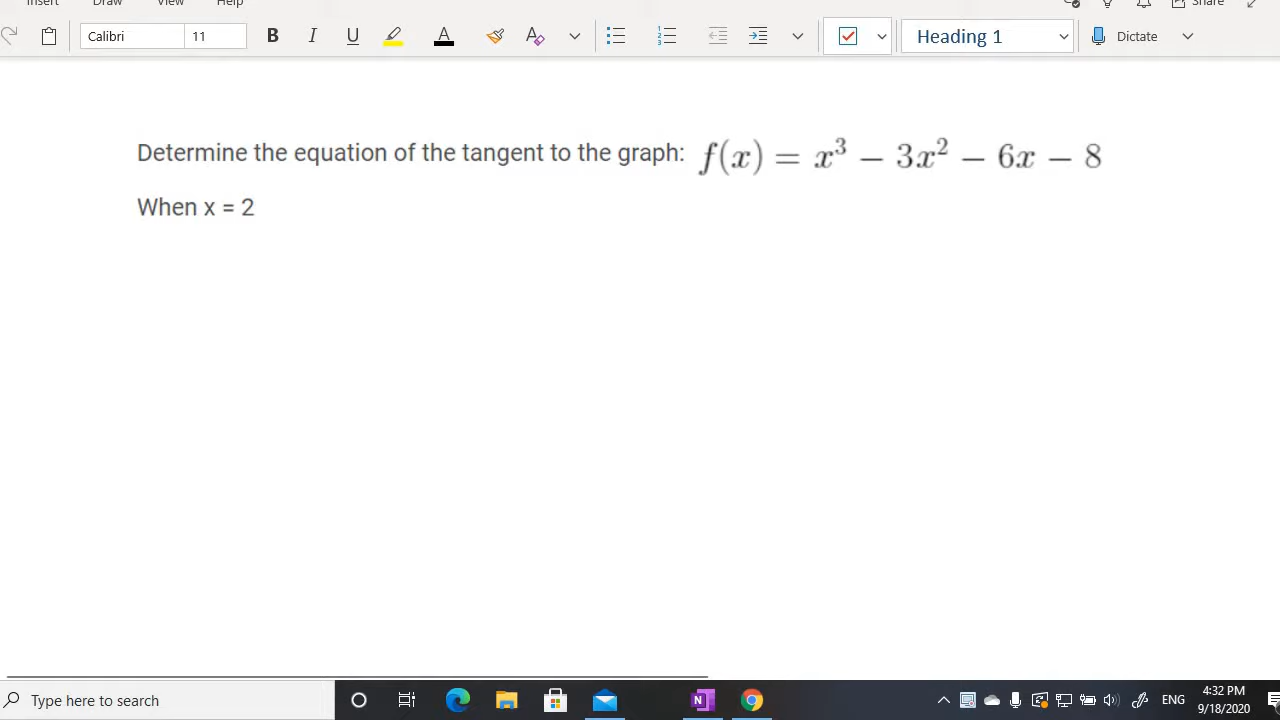 Insert Draw View Help Share
Calibri 11 B I U A A Heading 1 Dictate
Determine the equation of the tangent to the graph: f(x) = x³ − 3x² − 6x − 8
When x = 2
4:32 PM
Type here to search N ENG
9/18/2020